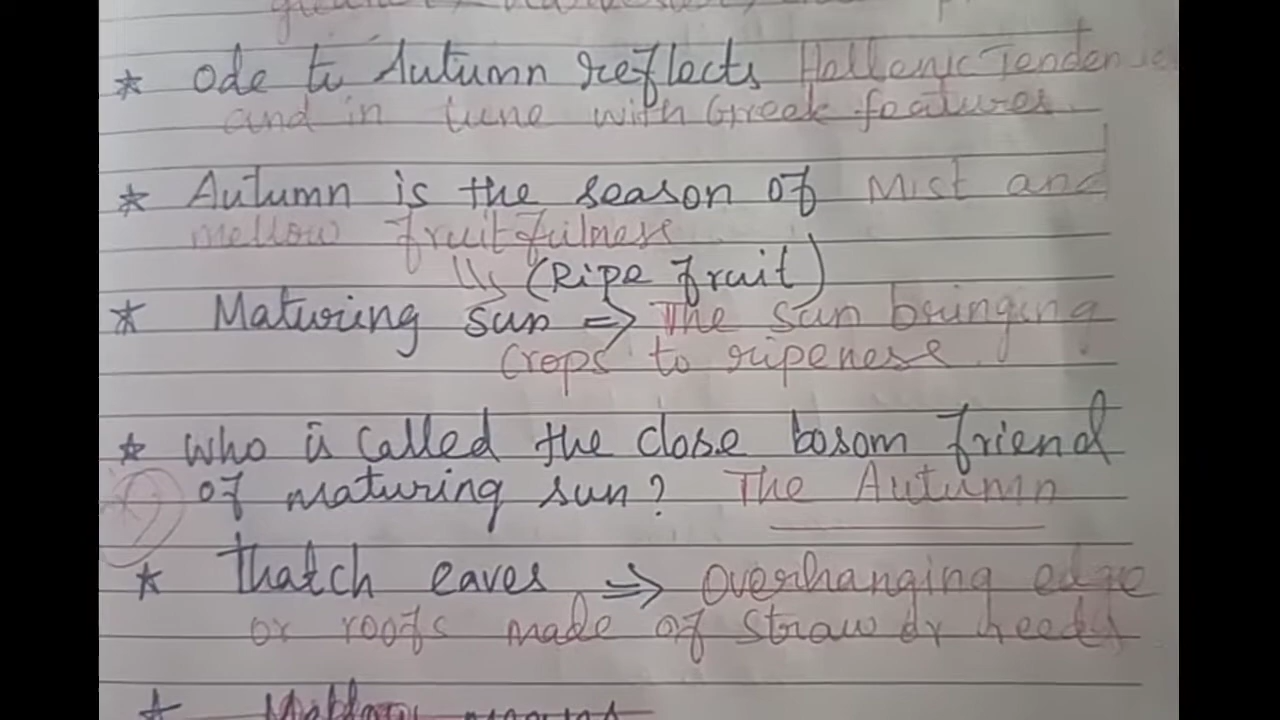 * Ode to Autumn reflects Hellenic Tendencies
and in tune with Greek features.
* Autumn is the season of Mist and
mellow fruitfulness
(Ripe fruit)
* Maturing sun => The sun bringing
Crops to ripeness.
* Who is called the close bosom friend
of maturing sun? The Autumn
* Thatch eaves => Overhanging edge
or roofs made of straw or reeds